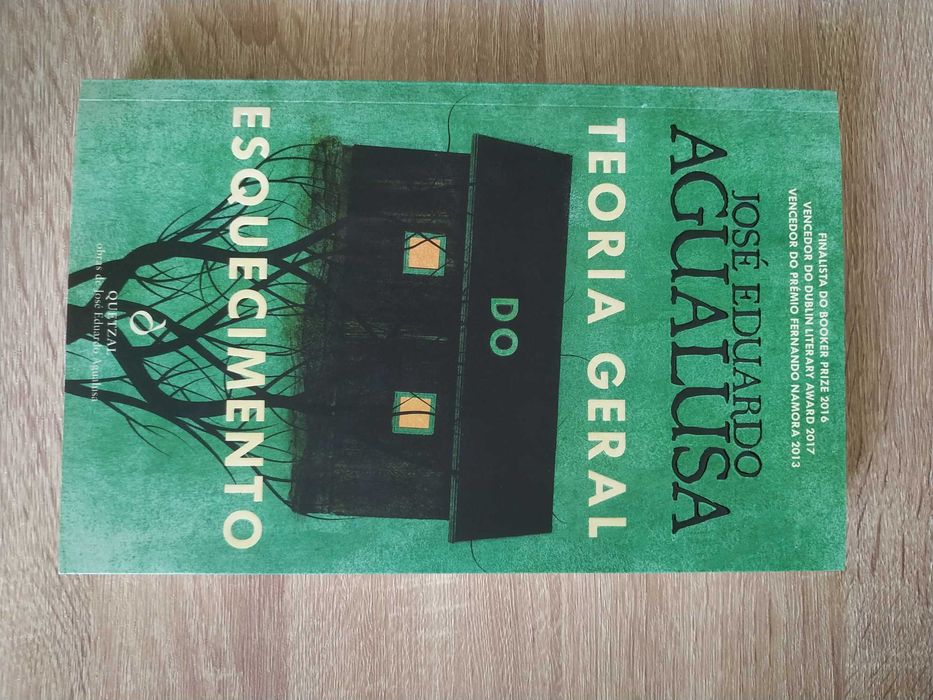 FINALISTA DO BOOKER PRIZE 2016
VENCEDOR DO DUBLIN LITERARY AWARD 2017
VENCEDOR DO PRÉMIO FERNANDO NAMORA 2013
JOSÉ EDUARDO
AGUALUSA
TEORIA GERAL
DO
ESQUECIMENTO
QUETZAL
obras de José Eduardo Agualusa